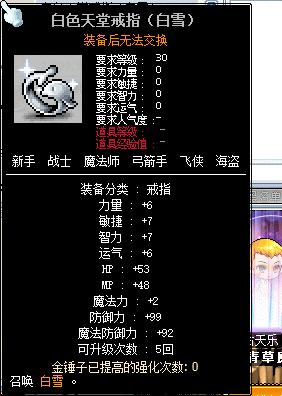 白色天堂戒指（白雪）
装备后无法交换
要求等级： 30
要求力量： 0
要求敏捷： 0
要求智力： 0
要求运气： 0
要求人气度：-
道具等级： -
道具经验值： -
新手 战士 魔法师 弓箭手 飞侠 海盗
装备分类 ： 戒指
力量 ： +6
敏捷 ： +7
智力 ： +7
运气 ： +6
HP ： +53
MP ： +48
魔法力 ： +2
防御力 ： +99
魔法防御力 ： +92
可升级次数 ： 5回
金锤子已提高的强化次数：0
召唤 白雪 。
天乐
青草